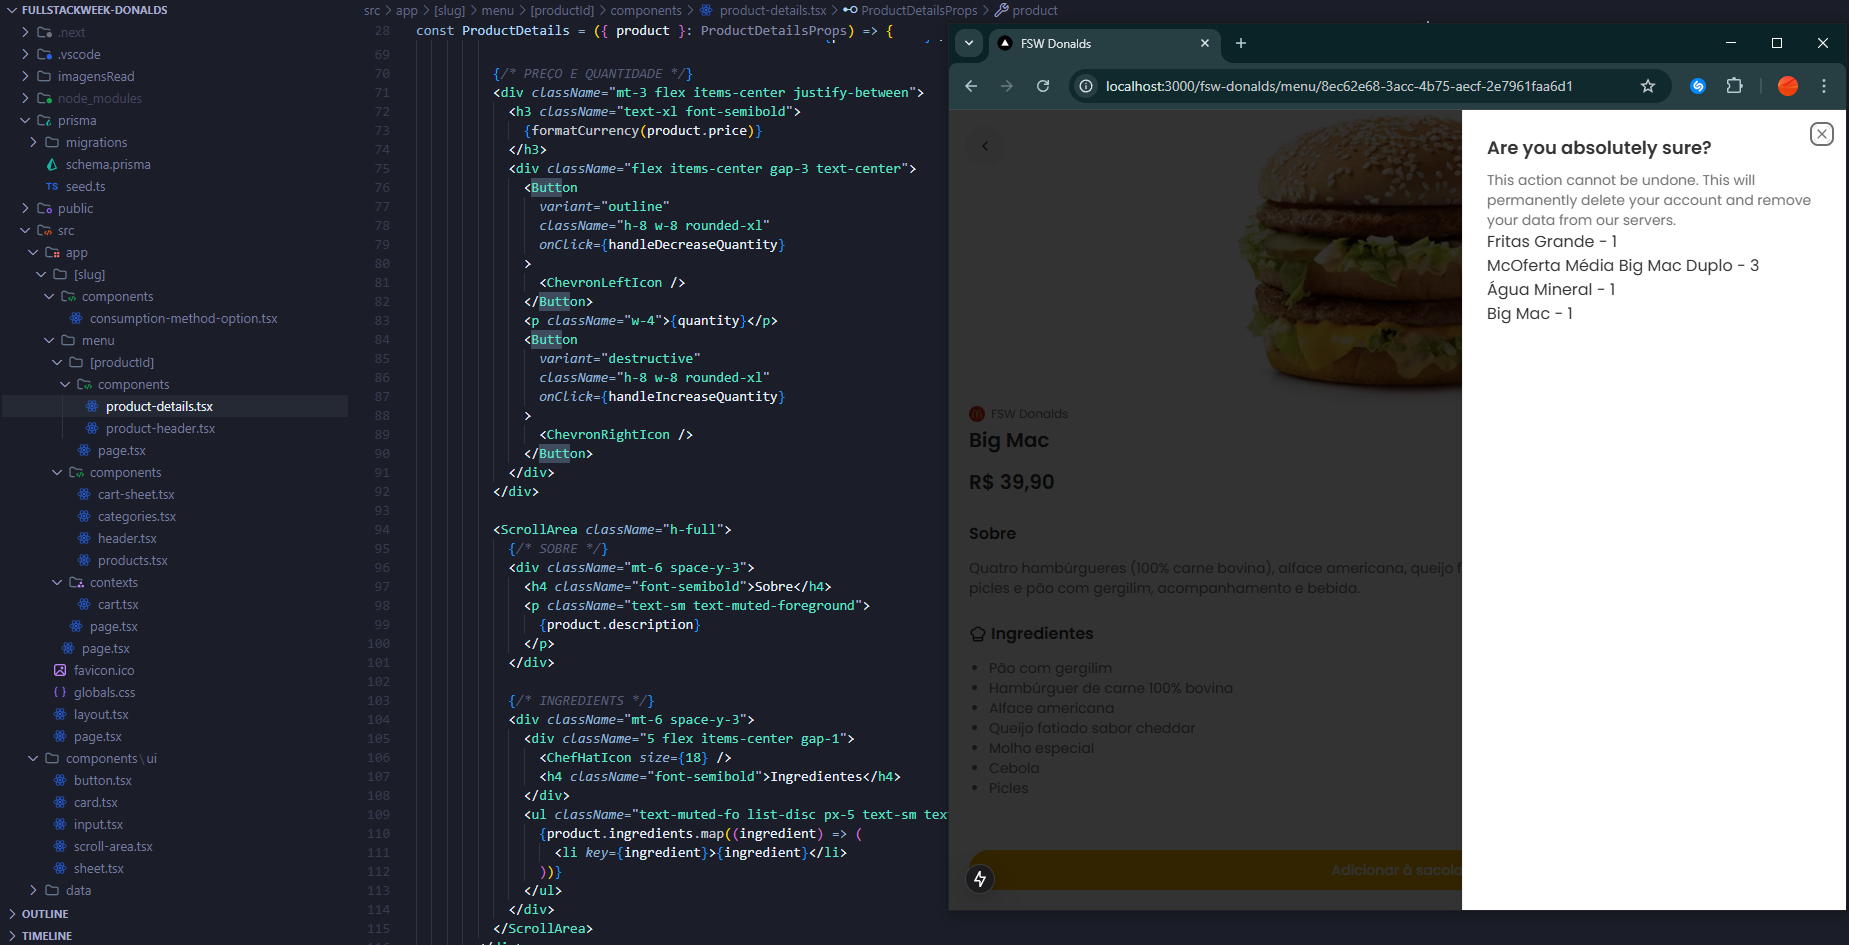 FULLSTACKWEEK-DONALDS
.next
.vscode
imagensRead
node_modules
prisma
migrations
schema.prisma
TS seed.ts
public
src
app
[slug]
components
consumption-method-option.tsx
menu
[productId]
components
product-details.tsx
product-header.tsx
page.tsx
components
cart-sheet.tsx
categories.tsx
header.tsx
products.tsx
contexts
cart.tsx
page.tsx
page.tsx
favicon.ico
globals.css
layout.tsx
page.tsx
components\ui
button.tsx
card.tsx
input.tsx
scroll-area.tsx
sheet.tsx
data
OUTLINE
TIMELINE
src > app > [slug] > menu > [productId] > components > product-details.tsx > ProductDetailsProps > product
28 const ProductDetails = ({ product }: ProductDetailsProps) => {
69
70 {/* PREÇO E QUANTIDADE */}
71 <div className="mt-3 flex items-center justify-between">
72 <h3 className="text-xl font-semibold">
73 {formatCurrency(product.price)}
74 </h3>
75 <div className="flex items-center gap-3 text-center">
76 <Button
77 variant="outline"
78 className="h-8 w-8 rounded-xl"
79 onClick={handleDecreaseQuantity}
80 >
81 <ChevronLeftIcon />
82 </Button>
83 <p className="w-4">{quantity}</p>
84 <Button
85 variant="destructive"
86 className="h-8 w-8 rounded-xl"
87 onClick={handleIncreaseQuantity}
88 >
89 <ChevronRightIcon />
90 </Button>
91 </div>
92 </div>
93
94 <ScrollArea className="h-full">
95 {/* SOBRE */}
96 <div className="mt-6 space-y-3">
97 <h4 className="font-semibold">Sobre</h4>
98 <p className="text-sm text-muted-foreground">
99 {product.description}
100 </p>
101 </div>
102
103 {/* INGREDIENTS */}
104 <div className="mt-6 space-y-3">
105 <div className="5 flex items-center gap-1">
106 <ChefHatIcon size={18} />
107 <h4 className="font-semibold">Ingredientes</h4>
108 </div>
109 <ul className="text-muted-fo list-disc px-5 text-sm tex
110 {product.ingredients.map((ingredient) => (
111 <li key={ingredient}>{ingredient}</li>
112 ))}
113 </ul>
114 </div>
115 </ScrollArea>
FSW Donalds
localhost:3000/fsw-donalds/menu/8ec62e68-3acc-4b75-aecf-2e7961faa6d1
FSW Donalds
Big Mac
R$ 39,90
Sobre
Quatro hambúrgueres (100% carne bovina), alface americana, queijo f
picles e pão com gergilim, acompanhamento e bebida.
Ingredientes
Pão com gergilim
Hambúrguer de carne 100% bovina
Alface americana
Queijo fatiado sabor cheddar
Molho especial
Cebola
Picles
Adicionar à sacola
Are you absolutely sure?
This action cannot be undone. This will
permanently delete your account and remove
your data from our servers.
Fritas Grande - 1
McOferta Média Big Mac Duplo - 3
Água Mineral - 1
Big Mac - 1